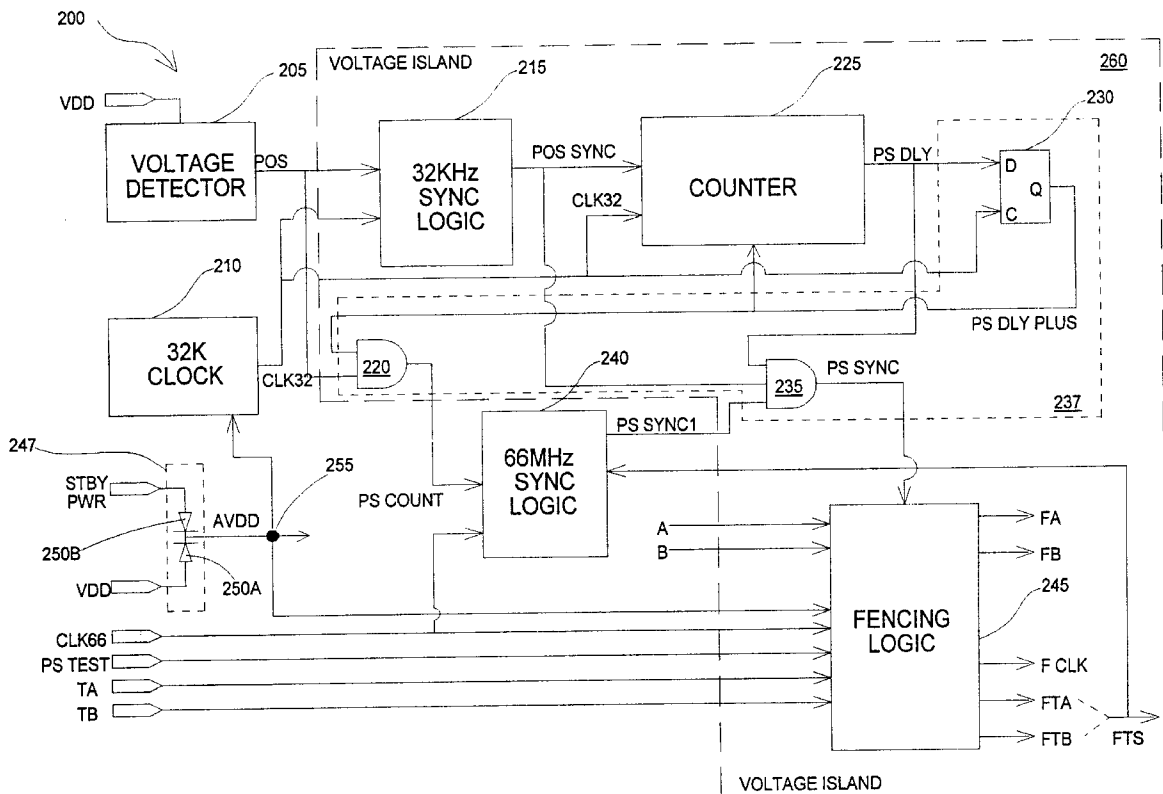 200
VOLTAGE ISLAND
260
205
215
225
230
VDD
VOLTAGE
DETECTOR
POS
32KHz
SYNC
LOGIC
POS SYNC
COUNTER
PS DLY
D
Q
C
CLK32
210
32K
CLOCK
CLK32
220
PS DLY PLUS
240
235
PS SYNC
237
PS SYNC1
247
STBY
PWR
255
66MHz
SYNC
LOGIC
PS COUNT
AVDD
250B
250A
VDD
A
B
FA
FB
FENCING
LOGIC
245
CLK66
PS TEST
TA
TB
F CLK
FTA
FTB
FTS
VOLTAGE ISLAND